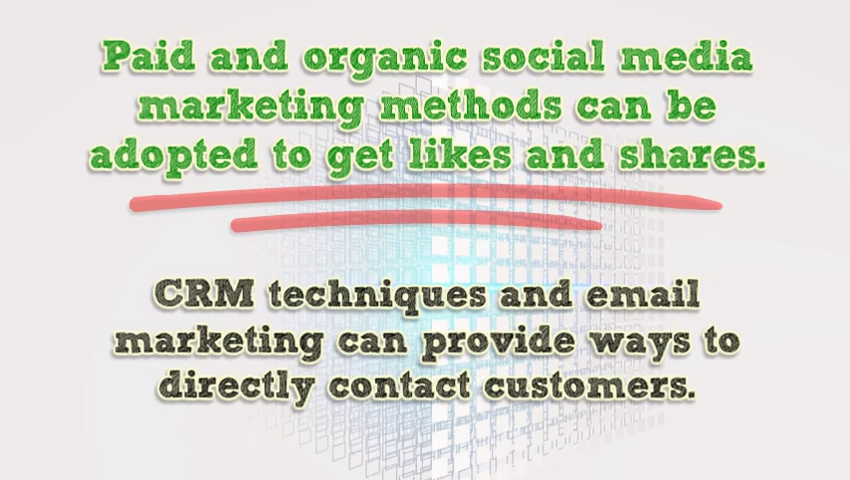 Paid and organic social media
marketing methods can be
adopted to get likes and shares.
CRM techniques and email
marketing can provide ways to
directly contact customers.